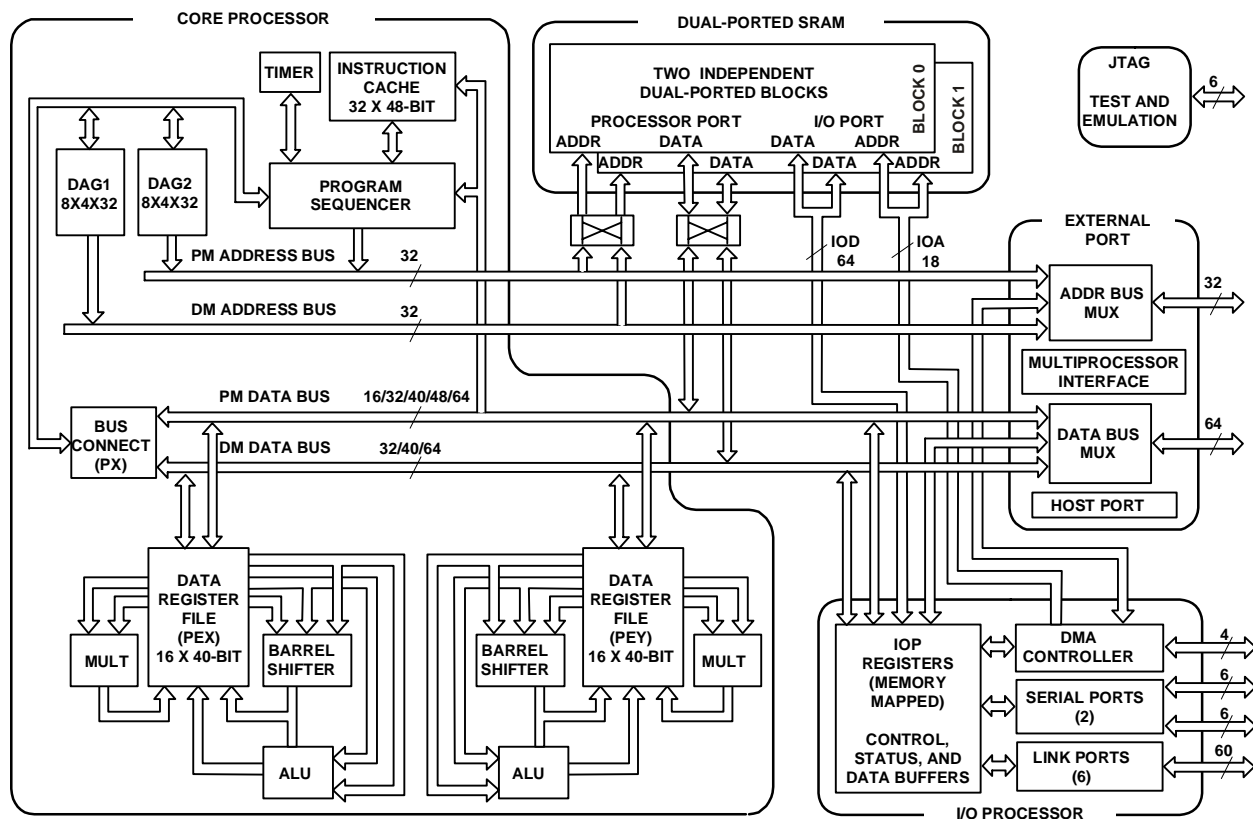 CORE PROCESSOR
TIMER
INSTRUCTION
CACHE
32 X 48-BIT
DAG1
8X4X32
DAG2
8X4X32
PROGRAM
SEQUENCER
DUAL-PORTED SRAM
TWO INDEPENDENT
DUAL-PORTED BLOCKS
BLOCK 0
BLOCK 1
PROCESSOR PORT
I/O PORT
ADDR
DATA
DATA
ADDR
ADDR
DATA
DATA
ADDR
JTAG
TEST AND
EMULATION
6
IOD
64
IOA
18
PM ADDRESS BUS
32
DM ADDRESS BUS
32
EXTERNAL
PORT
ADDR BUS
MUX
32
MULTIPROCESSOR
INTERFACE
DATA BUS
MUX
64
HOST PORT
PM DATA BUS
16/32/40/48/64
BUS
CONNECT
(PX)
DM DATA BUS
32/40/64
MULT
DATA
REGISTER
FILE
(PEX)
16 X 40-BIT
BARREL
SHIFTER
ALU
BARREL
SHIFTER
DATA
REGISTER
FILE
(PEY)
16 X 40-BIT
MULT
ALU
IOP
REGISTERS
(MEMORY
MAPPED)
CONTROL,
STATUS, AND
DATA BUFFERS
DMA
CONTROLLER
4
SERIAL PORTS
(2)
6
6
LINK PORTS
(6)
60
I/O PROCESSOR